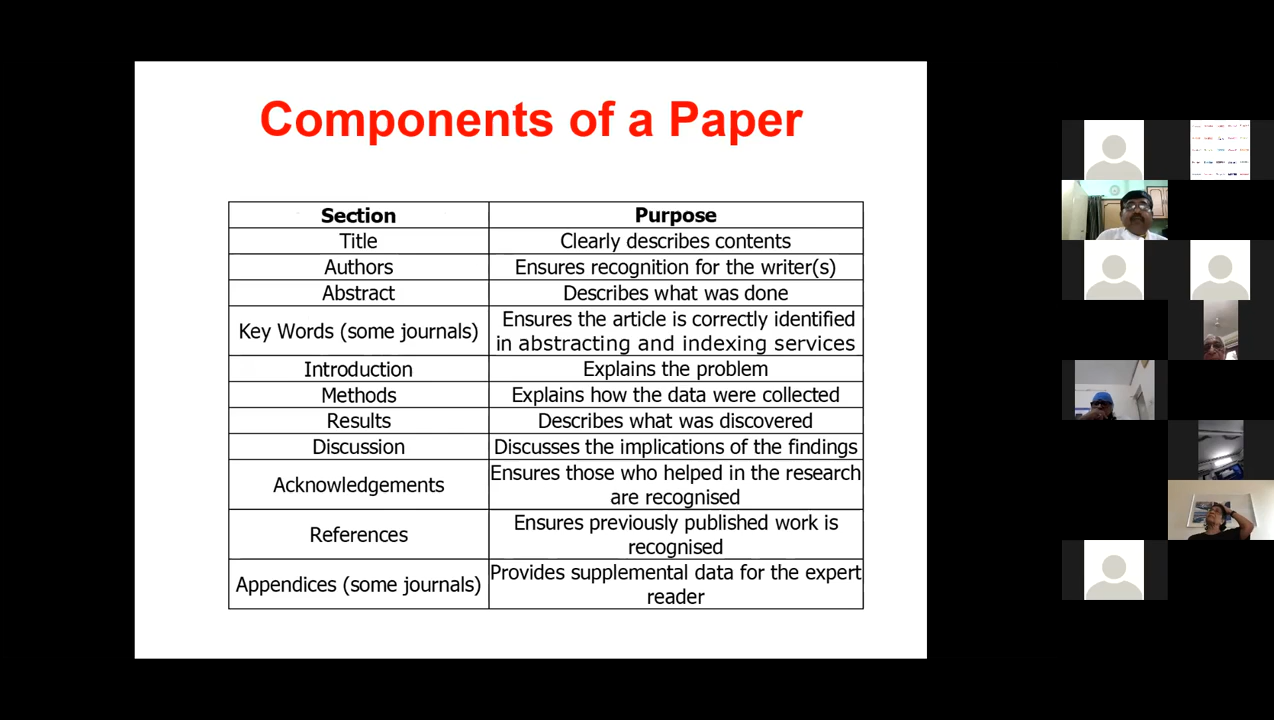 Components of a Paper
Section Purpose
Title Clearly describes contents
Authors Ensures recognition for the writer(s)
Abstract Describes what was done
Key Words (some journals) Ensures the article is correctly identified
in abstracting and indexing services
Introduction Explains the problem
Methods Explains how the data were collected
Results Describes what was discovered
Discussion Discusses the implications of the findings
Acknowledgements Ensures those who helped in the research
are recognised
References Ensures previously published work is
recognised
Appendices (some journals) Provides supplemental data for the expert
reader